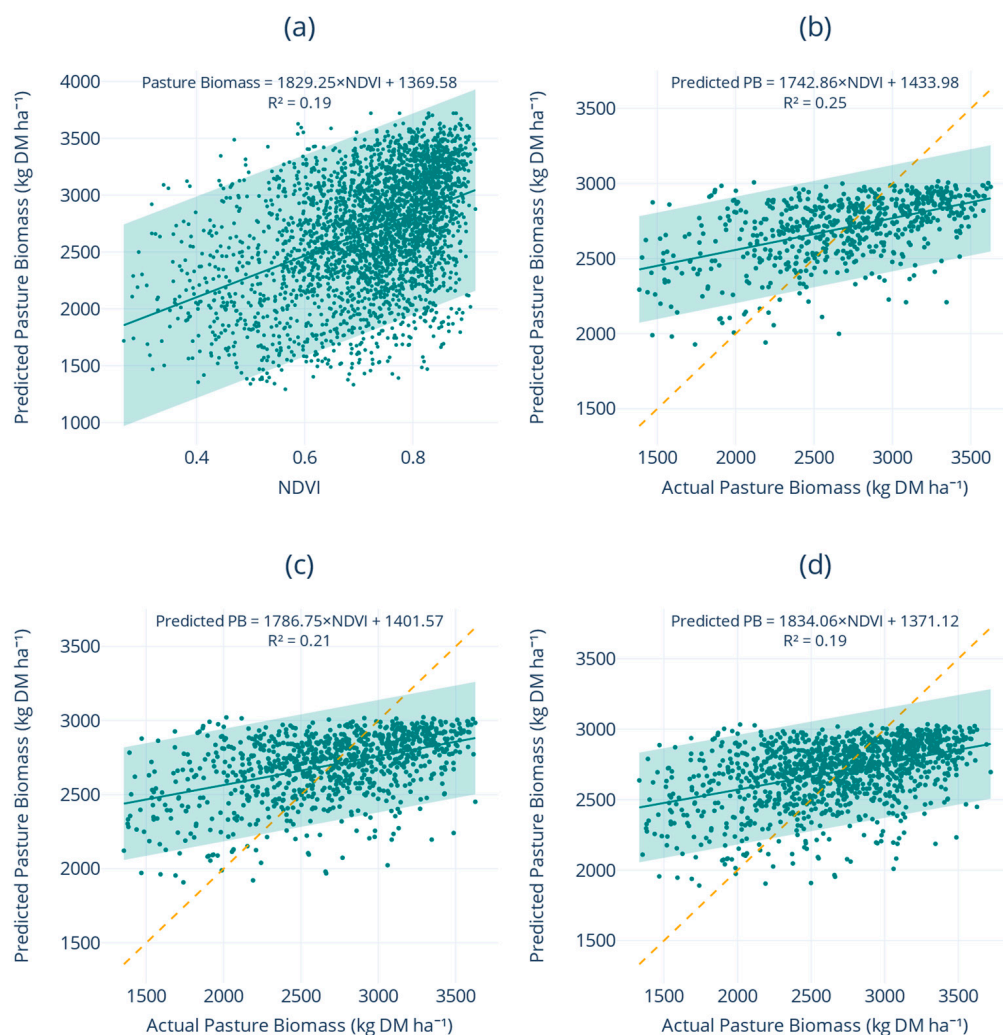 (a)
Pasture Biomass = 1829.25×NDVI + 1369.58
R² = 0.19
Predicted Pasture Biomass (kg DM ha⁻¹)
4000
3500
3000
2500
2000
1500
1000
0.4 0.6 0.8
NDVI
(b)
Predicted PB = 1742.86×NDVI + 1433.98
R² = 0.25
Predicted Pasture Biomass (kg DM ha⁻¹)
3500
3000
2500
2000
1500
1500 2000 2500 3000 3500
Actual Pasture Biomass (kg DM ha⁻¹)
(c)
Predicted PB = 1786.75×NDVI + 1401.57
R² = 0.21
Predicted Pasture Biomass (kg DM ha⁻¹)
3500
3000
2500
2000
1500
1500 2000 2500 3000 3500
Actual Pasture Biomass (kg DM ha⁻¹)
(d)
Predicted PB = 1834.06×NDVI + 1371.12
R² = 0.19
Predicted Pasture Biomass (kg DM ha⁻¹)
3500
3000
2500
2000
1500
1500 2000 2500 3000 3500
Actual Pasture Biomass (kg DM ha⁻¹)